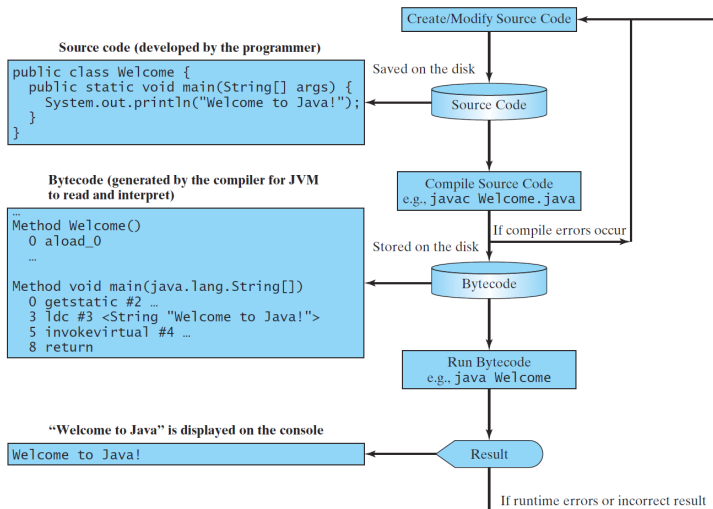 Create/Modify Source Code
Source code (developed by the programmer)
Saved on the disk
public class Welcome {
  public static void main(String[] args) {
    System.out.println("Welcome to Java!");
  }
}
Source Code
Compile Source Code
e.g., javac Welcome.java
Bytecode (generated by the compiler for JVM
to read and interpret)
If compile errors occur
Stored on the disk
…
Method Welcome()
  0 aload_0
  …
Method void main(java.lang.String[])
  0 getstatic #2 …
  3 ldc #3 <String "Welcome to Java!">
  5 invokevirtual #4 …
  8 return
Bytecode
Run Bytecode
e.g., java Welcome
“Welcome to Java” is displayed on the console
Welcome to Java!
Result
If runtime errors or incorrect result